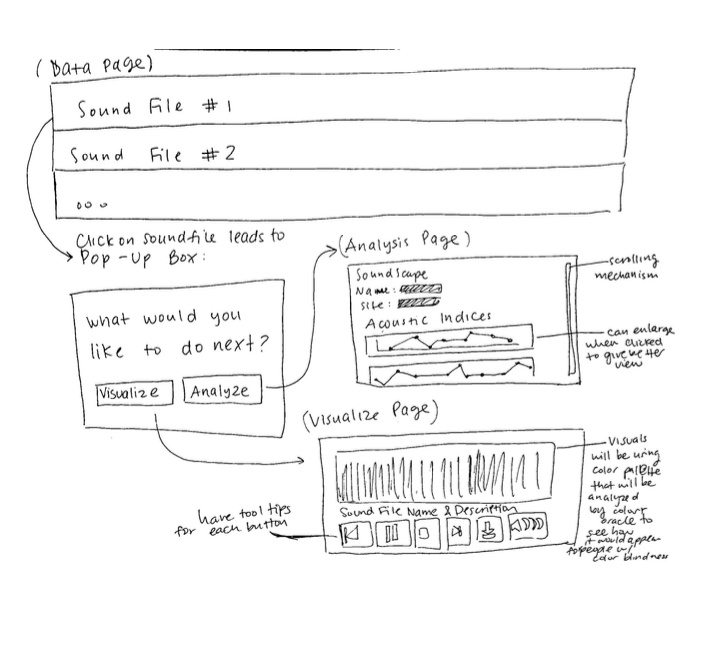 (Data Page)
Sound File #1
Sound File #2
ooo
Click on soundfile leads to
Pop-Up Box:
What would you
like to do next?
Visualize
Analyze
(Analysis Page)
Soundscape
Name:
Site:
Acoustic Indices
scrolling
mechanism
can enlarge
when clicked
to give better
view
(Visualize Page)
Sound File Name & Description
have tool tips
for each button
Visuals
will be using
color palette
that will be
analyzed
by color
oracle to
see how
it would appear
to people w/
color blindness